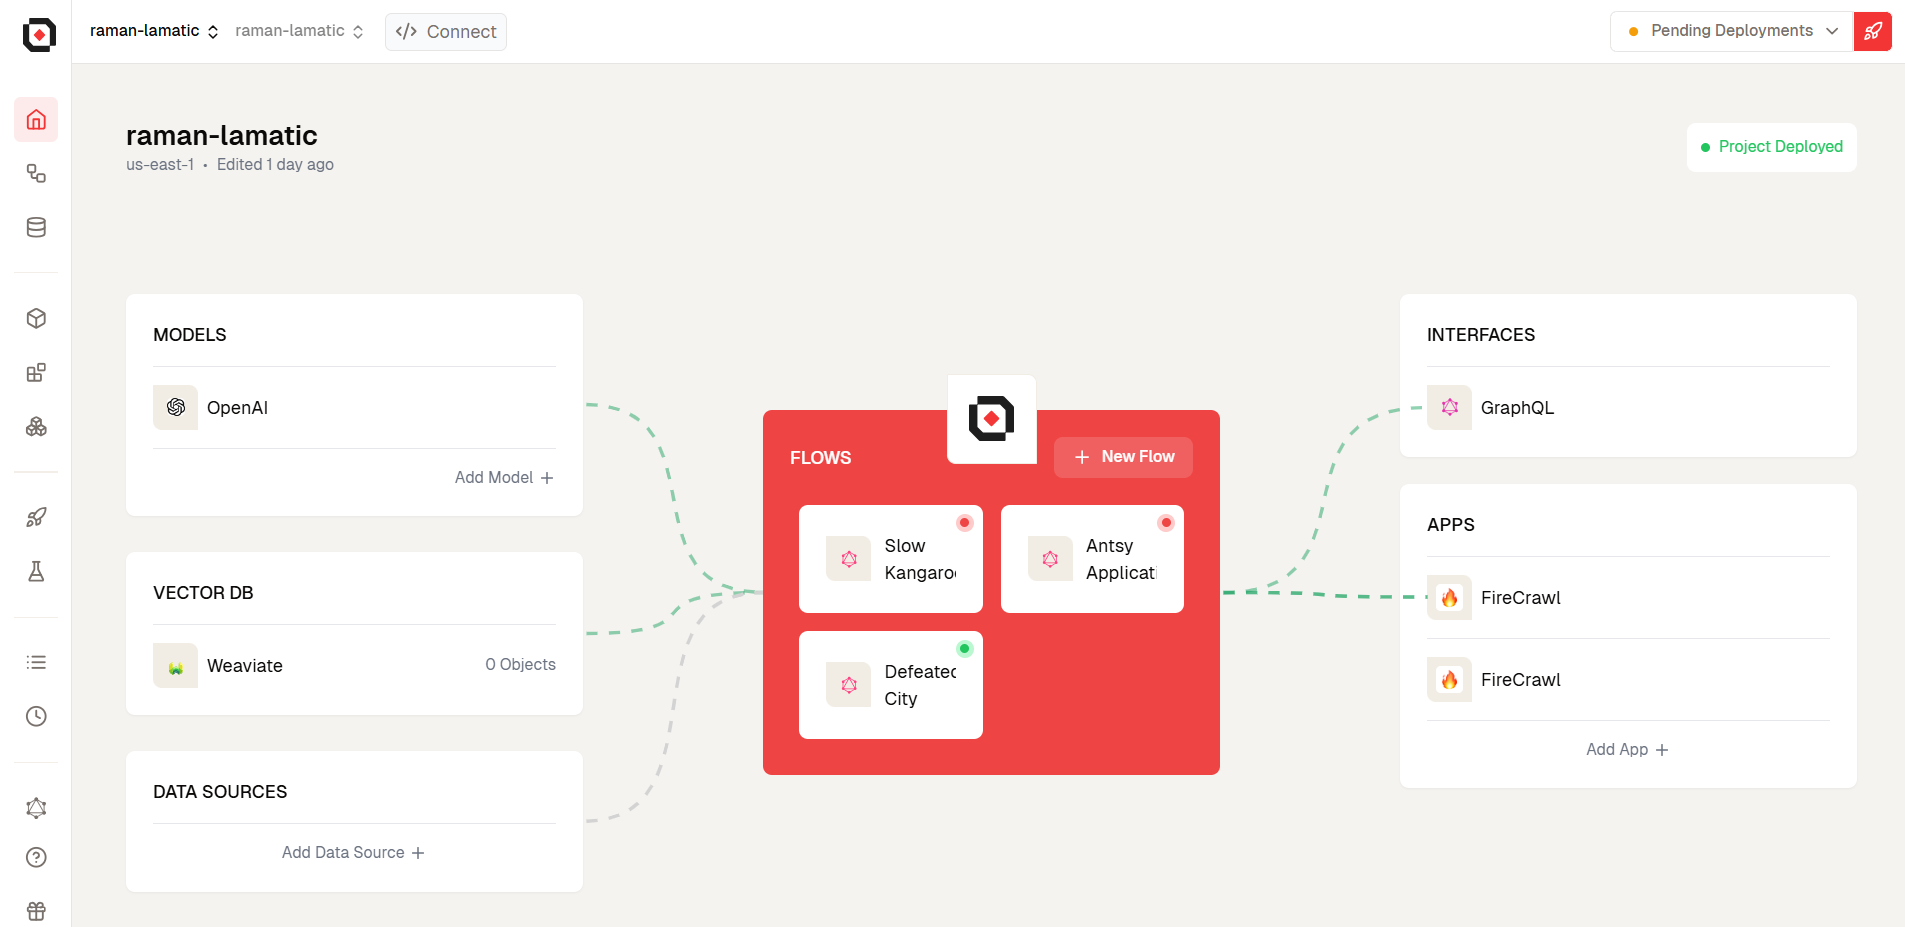 raman-lamatic
raman-lamatic
Connect
Pending Deployments
raman-lamatic
us-east-1 • Edited 1 day ago
Project Deployed
MODELS
OpenAI
Add Model
VECTOR DB
Weaviate
0 Objects
DATA SOURCES
Add Data Source
FLOWS
New Flow
Slow
Kangaro
Antsy
Applicati
Defeated
City
INTERFACES
GraphQL
APPS
FireCrawl
FireCrawl
Add App